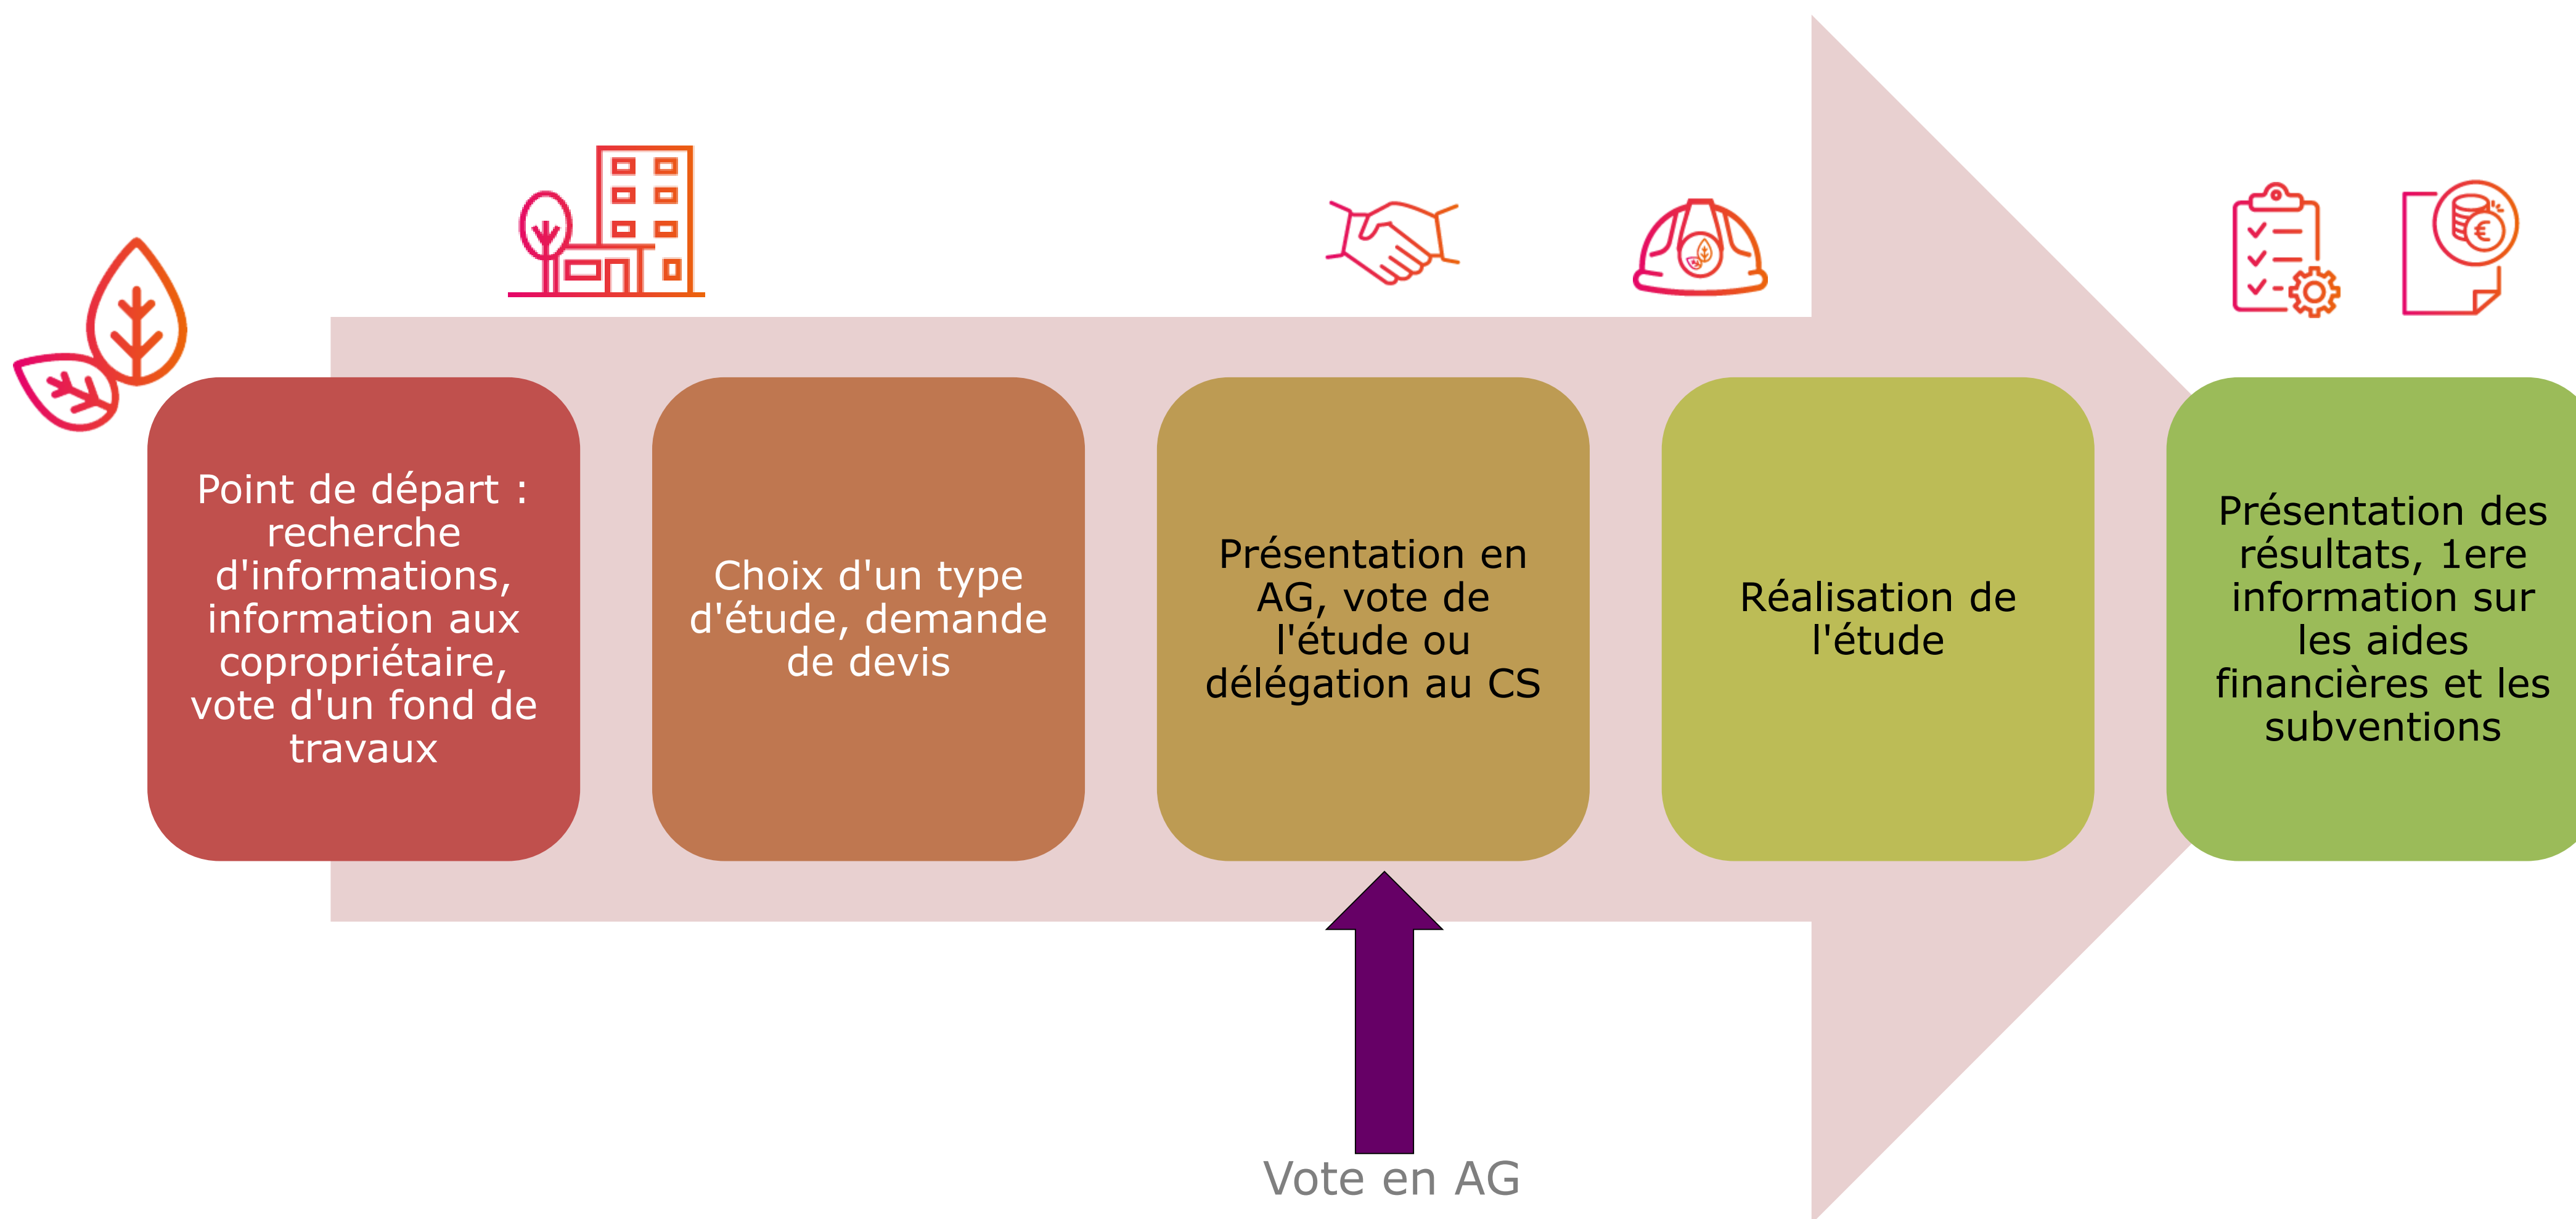 Point de départ :
recherche
d'informations,
information aux
copropriétaire,
vote d'un fond de
travaux
Choix d'un type
d'étude, demande
de devis
Présentation en
AG, vote de
l'étude ou
délégation au CS
Réalisation de
l'étude
Présentation des
résultats, 1ere
information sur
les aides
financières et les
subventions
Vote en AG